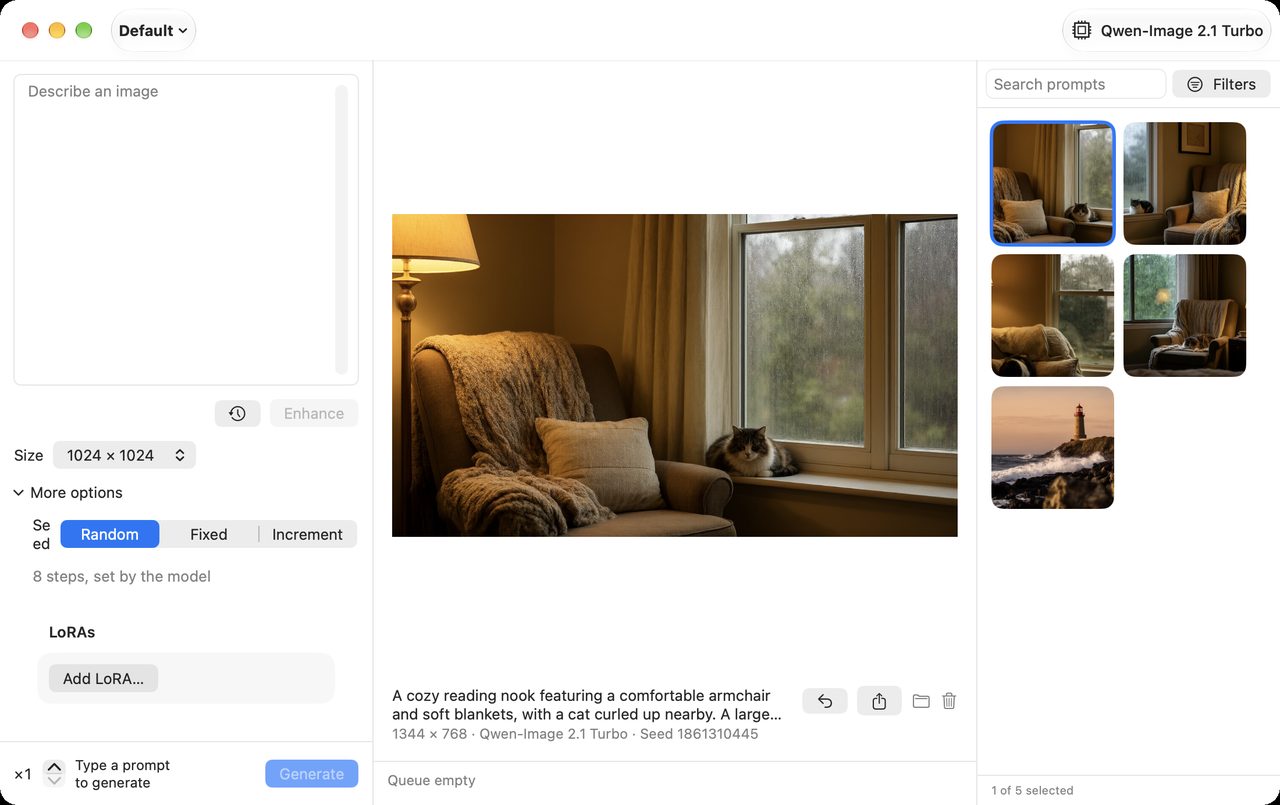 Default
Qwen-Image 2.1 Turbo
Describe an image
Enhance
Size
1024 × 1024
More options
Se
ed
Random
Fixed
Increment
8 steps, set by the model
LoRAs
Add LoRA...
×1
Type a prompt
to generate
Generate
A cozy reading nook featuring a comfortable armchair
and soft blankets, with a cat curled up nearby. A large...
1344 × 768 · Qwen-Image 2.1 Turbo · Seed 1861310445
Queue empty
Search prompts
Filters
1 of 5 selected